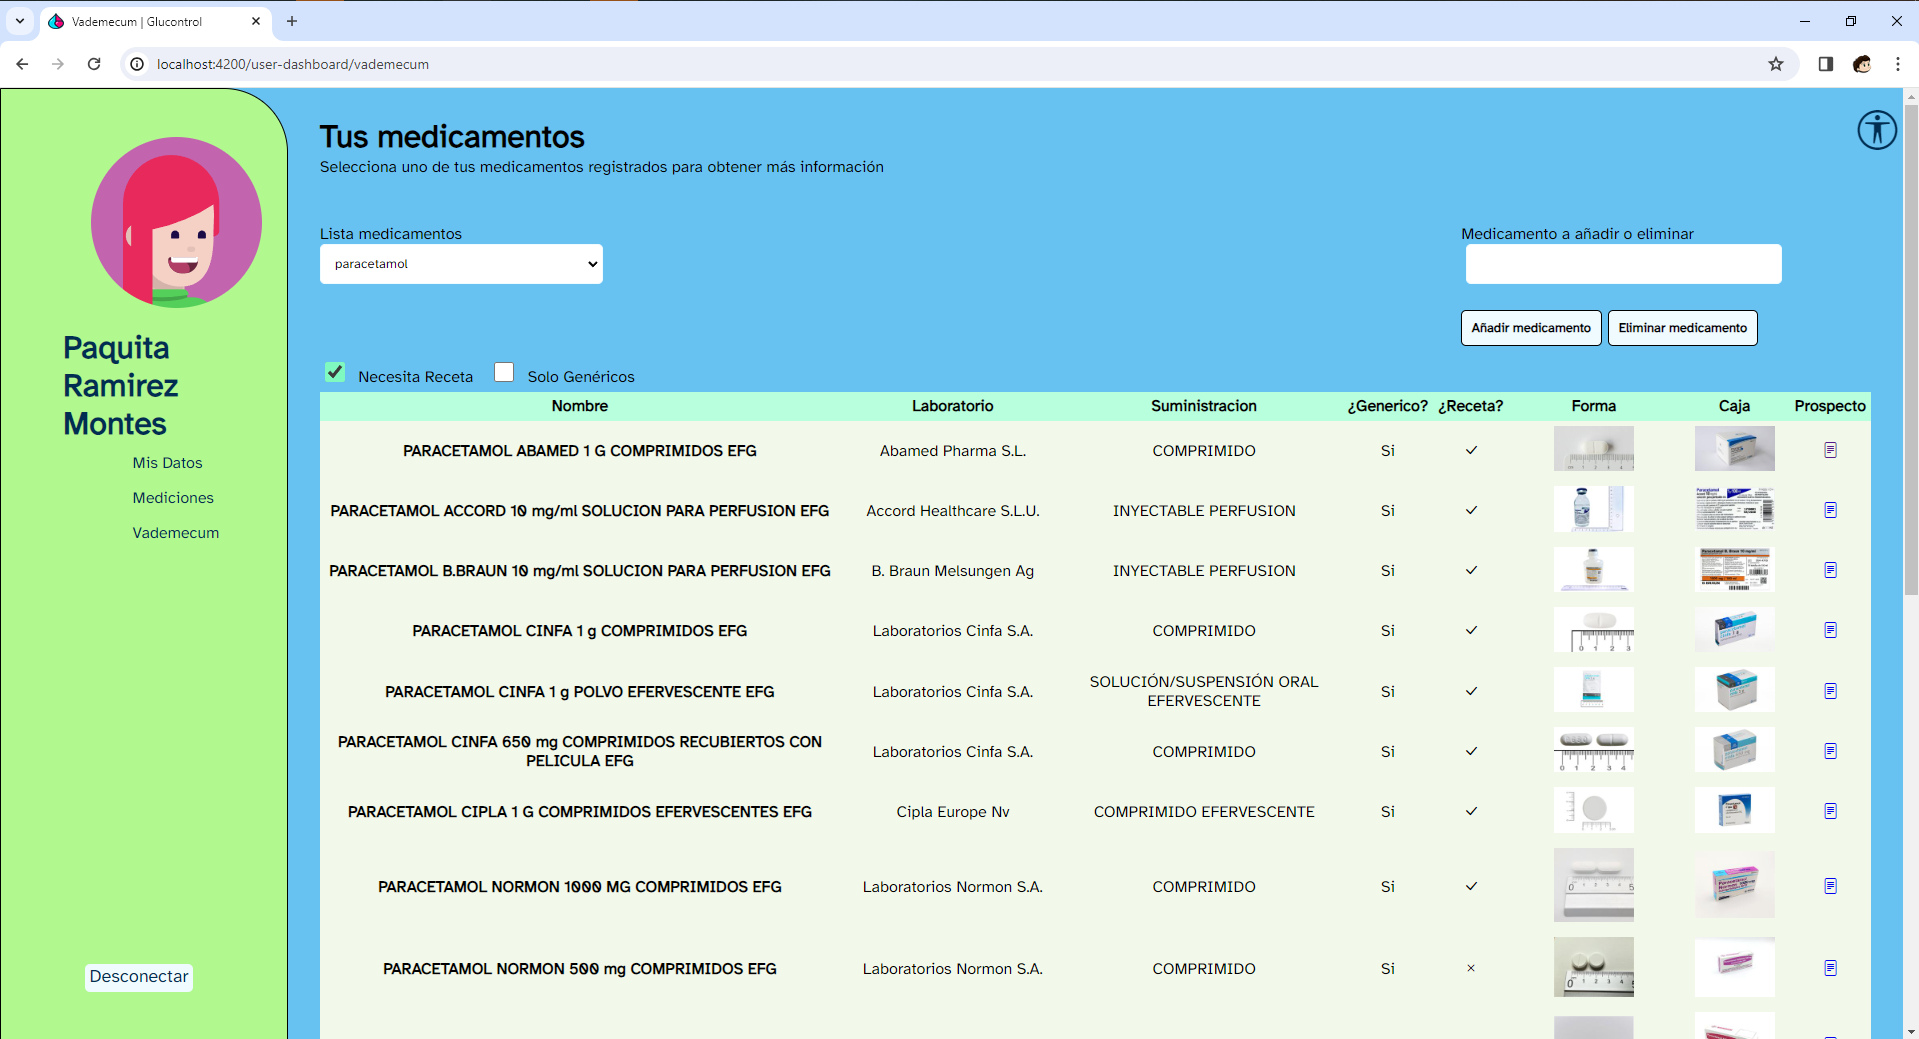 Vademecum | Glucontrol
localhost:4200/user-dashboard/vademecum
Paquita
Ramirez
Montes
Mis Datos
Mediciones
Vademecum
Desconectar
Tus medicamentos
Selecciona uno de tus medicamentos registrados para obtener más información
Lista medicamentos
paracetamol
Medicamento a añadir o eliminar
Añadir medicamento Eliminar medicamento
Necesita Receta Solo Genéricos
Nombre Laboratorio Suministracion ¿Generico? ¿Receta? Forma Caja Prospecto
PARACETAMOL ABAMED 1 G COMPRIMIDOS EFG Abamed Pharma S.L. COMPRIMIDO Si
PARACETAMOL ACCORD 10 mg/ml SOLUCION PARA PERFUSION EFG Accord Healthcare S.L.U. INYECTABLE PERFUSION Si
PARACETAMOL B.BRAUN 10 mg/ml SOLUCION PARA PERFUSION EFG B. Braun Melsungen Ag INYECTABLE PERFUSION Si
PARACETAMOL CINFA 1 g COMPRIMIDOS EFG Laboratorios Cinfa S.A. COMPRIMIDO Si
PARACETAMOL CINFA 1 g POLVO EFERVESCENTE EFG Laboratorios Cinfa S.A. SOLUCIÓN/SUSPENSIÓN ORAL
EFERVESCENTE Si
PARACETAMOL CINFA 650 mg COMPRIMIDOS RECUBIERTOS CON
PELICULA EFG Laboratorios Cinfa S.A. COMPRIMIDO Si
PARACETAMOL CIPLA 1 G COMPRIMIDOS EFERVESCENTES EFG Cipla Europe Nv COMPRIMIDO EFERVESCENTE Si
PARACETAMOL NORMON 1000 MG COMPRIMIDOS EFG Laboratorios Normon S.A. COMPRIMIDO Si
PARACETAMOL NORMON 500 mg COMPRIMIDOS EFG Laboratorios Normon S.A. COMPRIMIDO Si